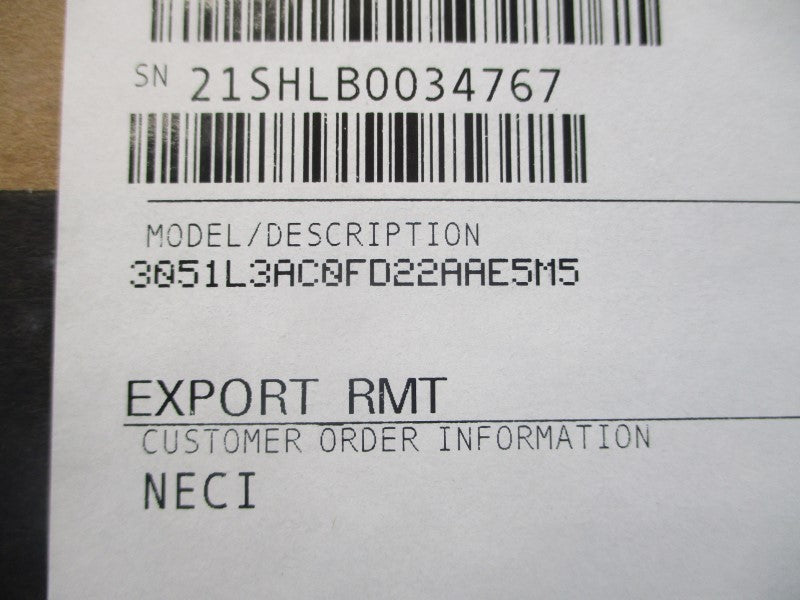 SN 21SHLB0034767
MODEL/DESCRIPTION
3051L3AC0FD22AAE5M5
EXPORT RMT
CUSTOMER ORDER INFORMATION
NECI